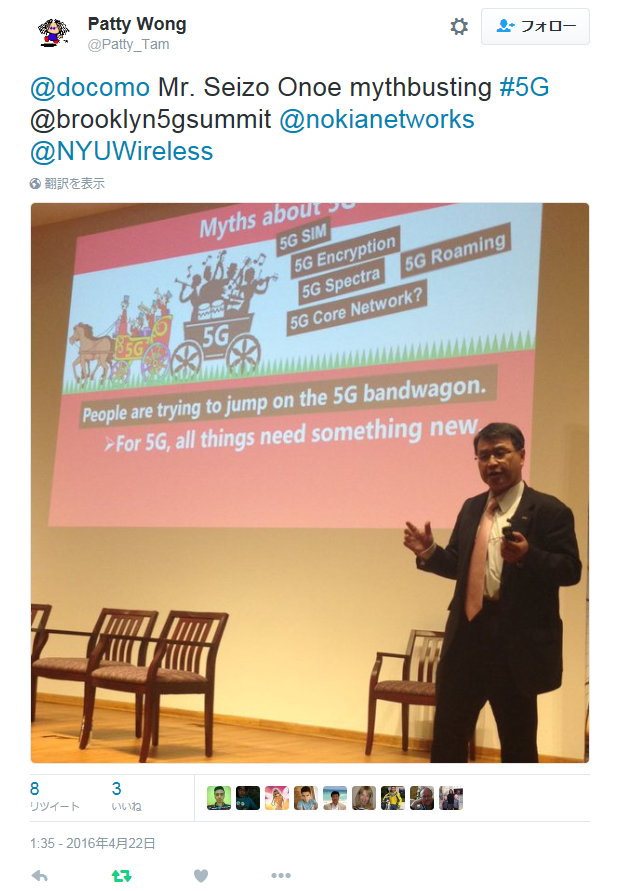 Patty Wong
@Patty_Tam
フォロー
@docomo Mr. Seizo Onoe mythbusting #5G
@brooklyn5gsummit @nokianetworks
@NYUWireless
翻訳を表示
Myths about 5G
5G SIM
5G Encryption
5G Roaming
5G Spectra
5G Core Network?
5G
5G
People are trying to jump on the 5G bandwagon.
➢For 5G, all things need something new.
8
リツイート
3
いいね
1:35 - 2016年4月22日